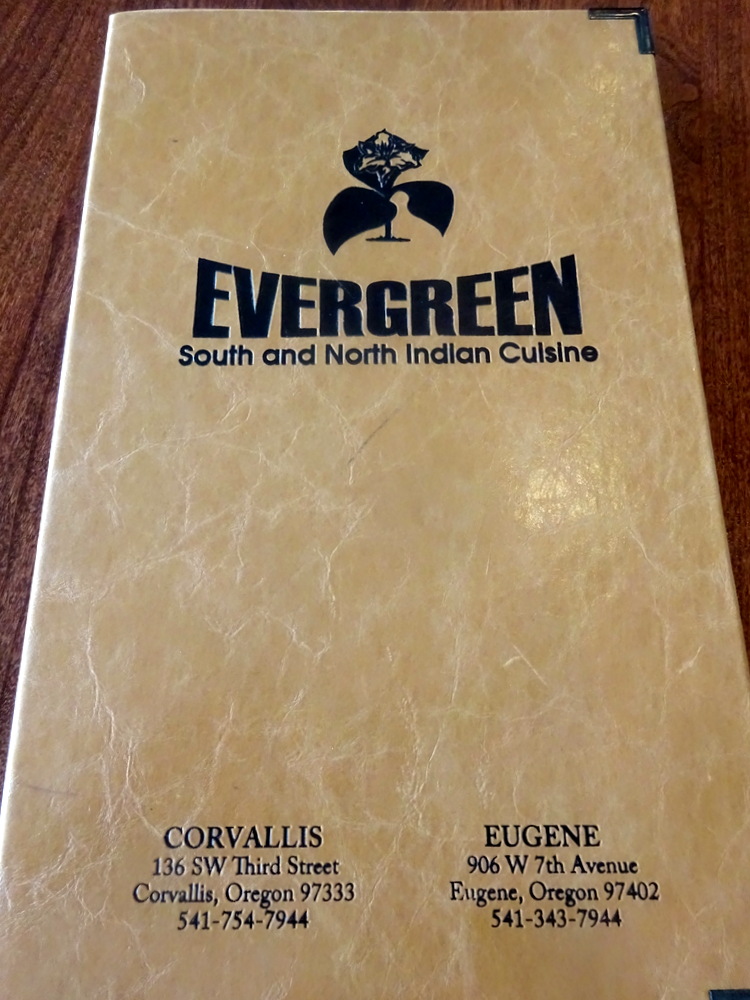 EVERGREEN
South and North Indian Cuisine
CORVALLIS
136 SW Third Street
Corvallis, Oregon 97333
541-754-7944
EUGENE
906 W 7th Avenue
Eugene, Oregon 97402
541-343-7944